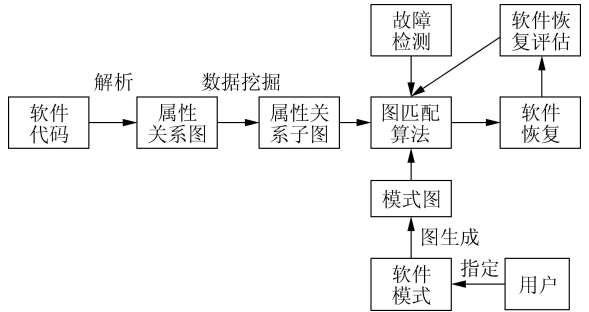 故障
检测
软件恢
复评估
解析
数据挖掘
软件
代码
属性
关系图
属性关
系子图
图匹配
算法
软件
恢复
模式图
图生成
软件
模式
指定
用户